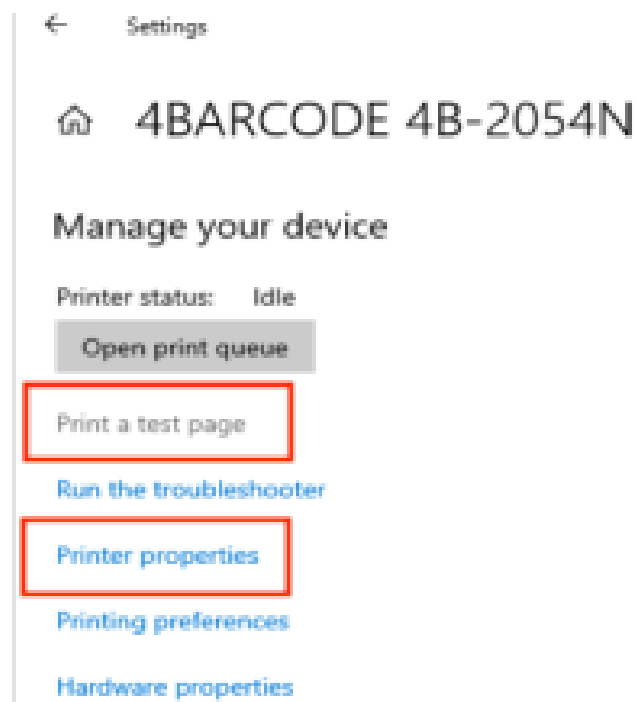 Settings
4BARCODE 4B-2054N
Manage your device
Printer status: Idle
Open print queue
Print a test page
Run the troubleshooter
Printer properties
Printing preferences
Hardware properties